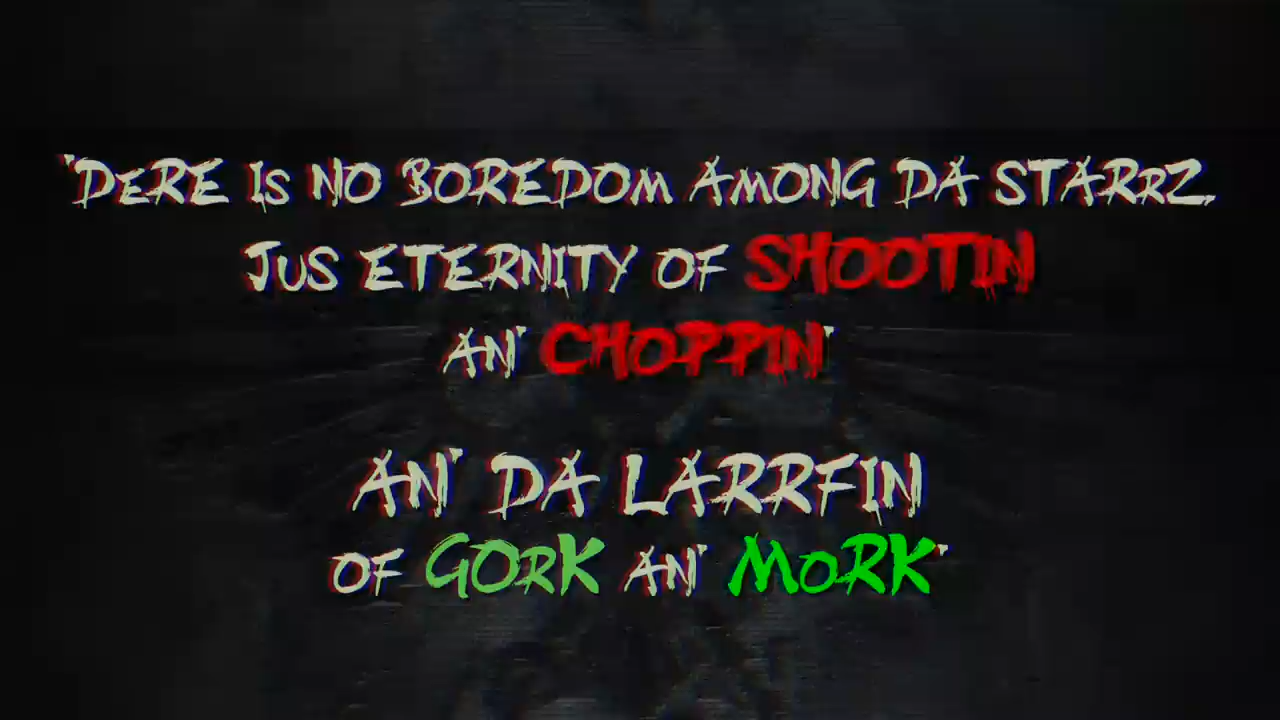 'DERE IS NO BOREDOM AMONG DA STARRZ.
JUS ETERNITY OF SHOOTIN
AN' CHOPPIN'
AN' DA LARRFIN
OF GORK AN' MORK'